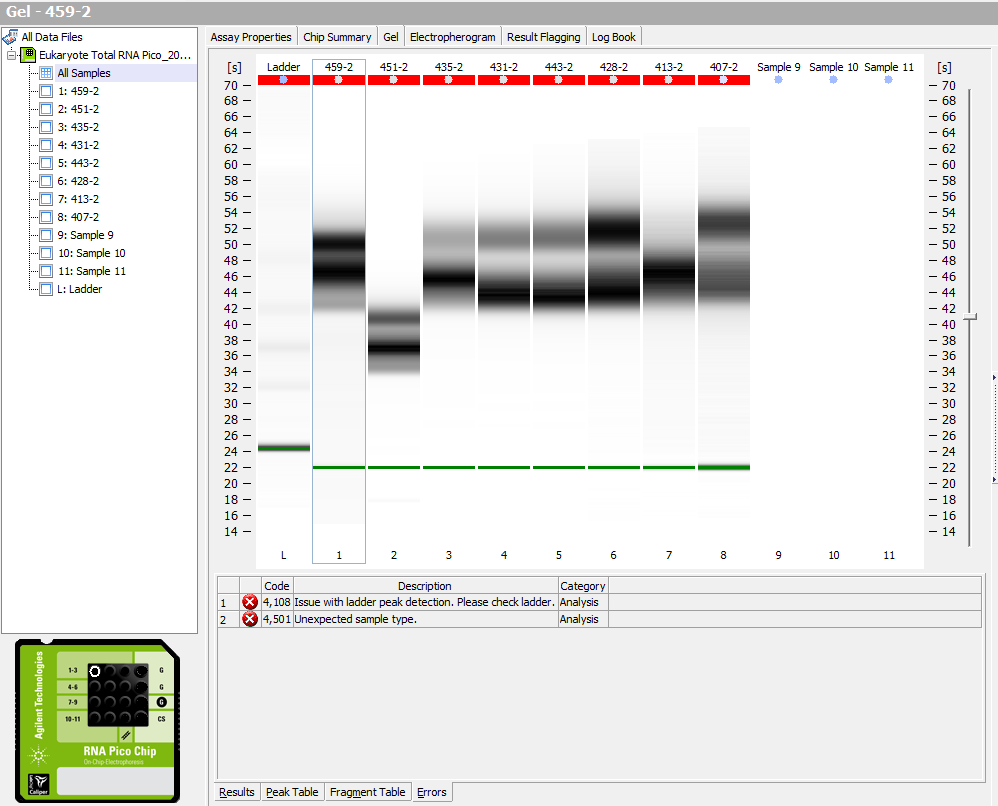 Gel - 459-2
All Data Files
Eukaryote Total RNA Pico_20...
All Samples
1: 459-2
2: 451-2
3: 435-2
4: 431-2
5: 443-2
6: 428-2
7: 413-2
8: 407-2
9: Sample 9
10: Sample 10
11: Sample 11
L: Ladder
Assay Properties Chip Summary Gel Electropherogram Result Flagging Log Book
[s] Ladder 459-2 451-2 435-2 431-2 443-2 428-2 413-2 407-2 Sample 9 Sample 10 Sample 11 [s]
70 70
68 68
66 66
64 64
62 62
60 60
58 58
56 56
54 54
52 52
50 50
48 48
46 46
44 44
42 42
40 40
38 38
36 36
34 34
32 32
30 30
28 28
26 26
24 24
22 22
20 20
18 18
16 16
14 14
L 1 2 3 4 5 6 7 8 9 10 11
Code Description Category
1 4,108 Issue with ladder peak detection. Please check ladder. Analysis
2 4,501 Unexpected sample type. Analysis
Results Peak Table Fragment Table Errors
Agilent Technologies
1-3 G
4-6 G
7-9 G
10-11 CS
RNA Pico Chip
On Chip-Electrophoresis
Caliper